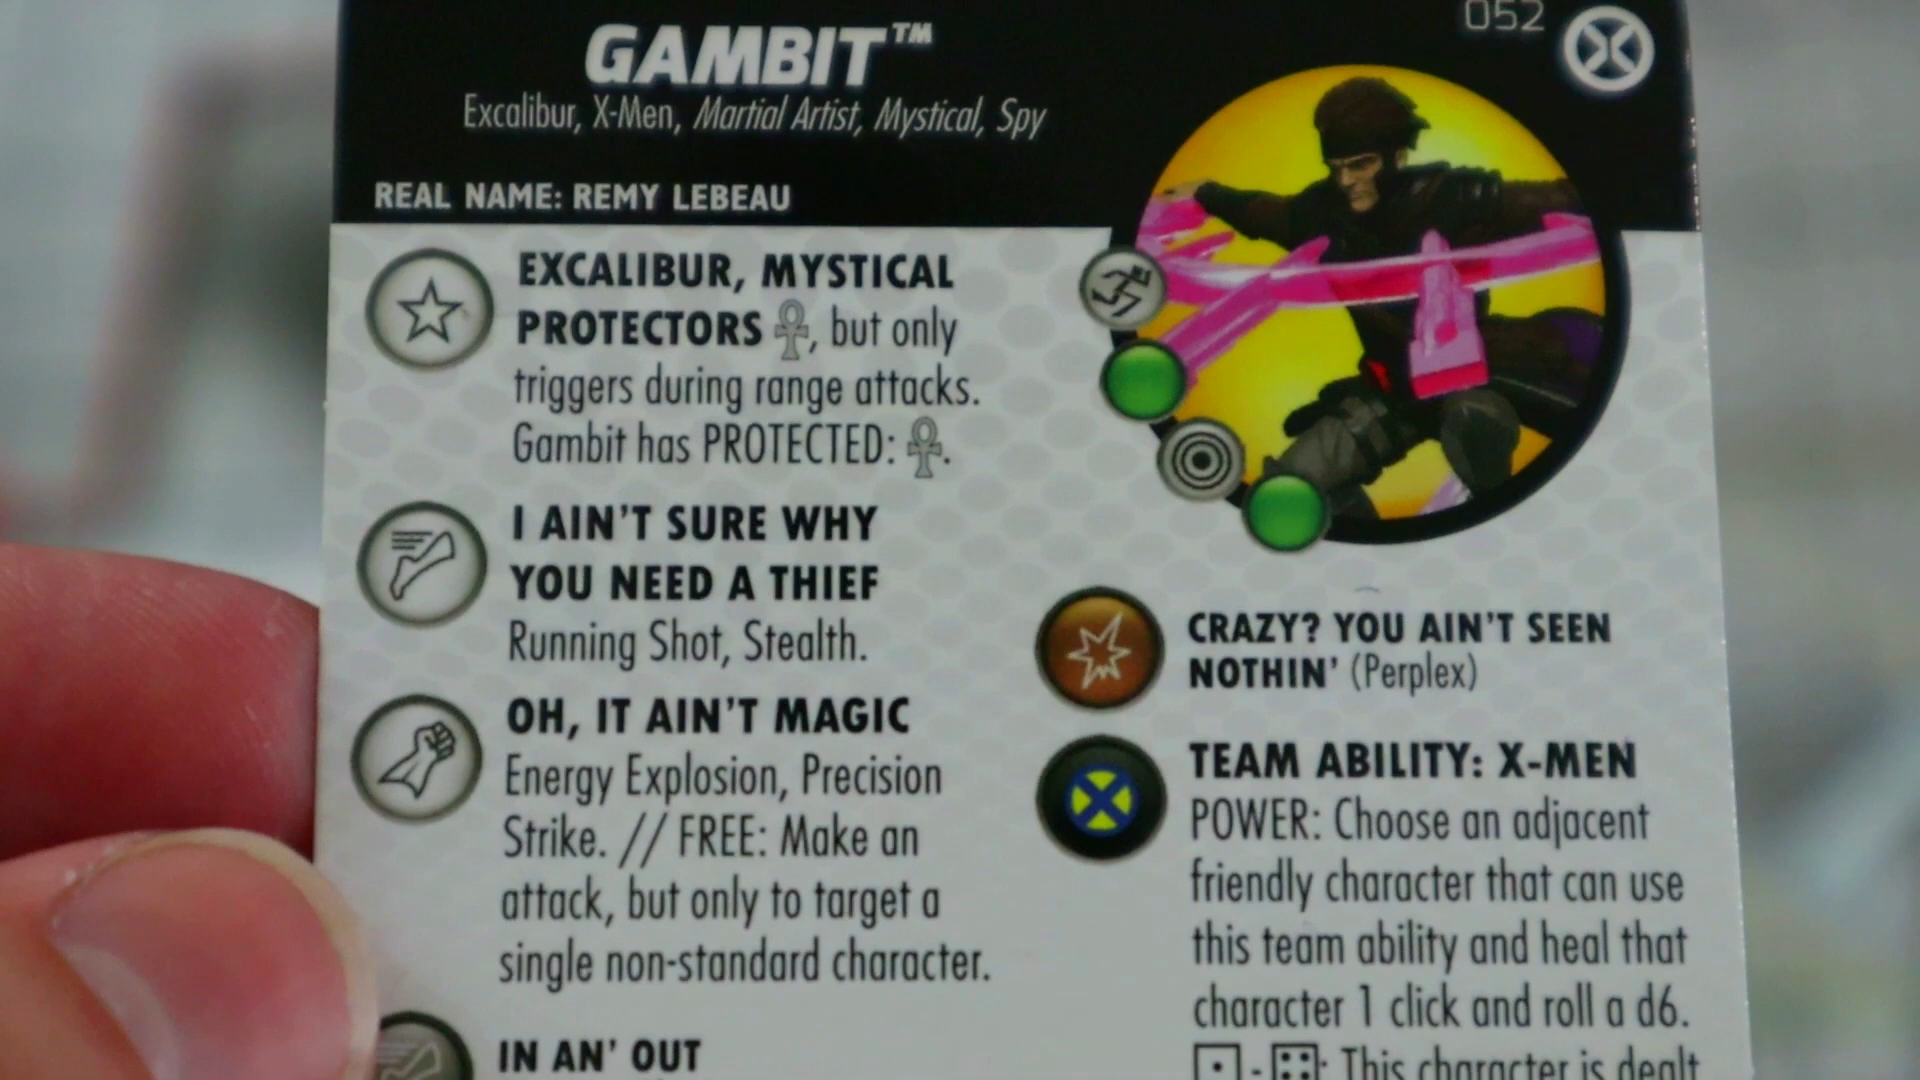 GAMBIT™
052
Excalibur, X-Men, Martial Artist, Mystical, Spy
REAL NAME: REMY LEBEAU
EXCALIBUR, MYSTICAL
PROTECTORS ☥, but only
triggers during range attacks.
Gambit has PROTECTED: ☥.
I AIN'T SURE WHY
YOU NEED A THIEF
Running Shot, Stealth.
OH, IT AIN'T MAGIC
Energy Explosion, Precision
Strike. // FREE: Make an
attack, but only to target a
single non-standard character.
IN AN' OUT
CRAZY? YOU AIN'T SEEN
NOTHIN' (Perplex)
TEAM ABILITY: X-MEN
POWER: Choose an adjacent
friendly character that can use
this team ability and heal that
character 1 click and roll a d6.
⚀ - ⚃: This character is dealt